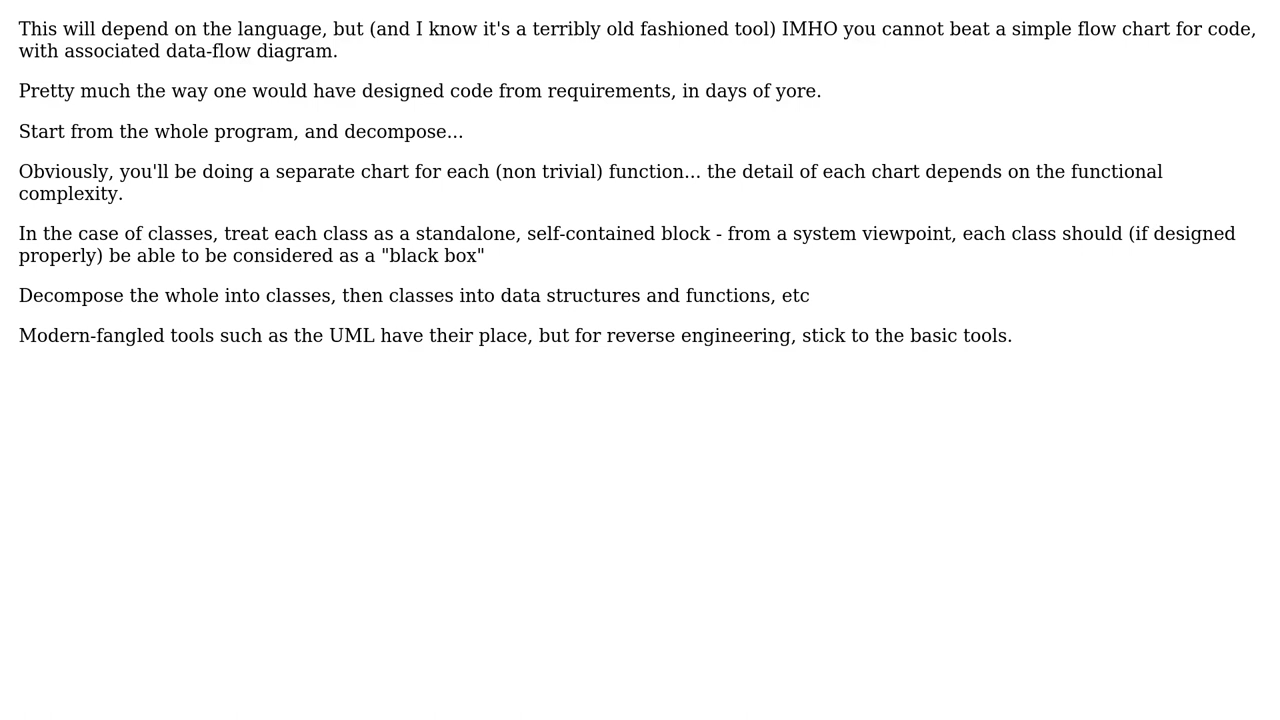 This will depend on the language, but (and I know it's a terribly old fashioned tool) IMHO you cannot beat a simple flow chart for code,
with associated data-flow diagram.
Pretty much the way one would have designed code from requirements, in days of yore.
Start from the whole program, and decompose...
Obviously, you'll be doing a separate chart for each (non trivial) function... the detail of each chart depends on the functional
complexity.
In the case of classes, treat each class as a standalone, self-contained block - from a system viewpoint, each class should (if designed
properly) be able to be considered as a "black box"
Decompose the whole into classes, then classes into data structures and functions, etc
Modern-fangled tools such as the UML have their place, but for reverse engineering, stick to the basic tools.